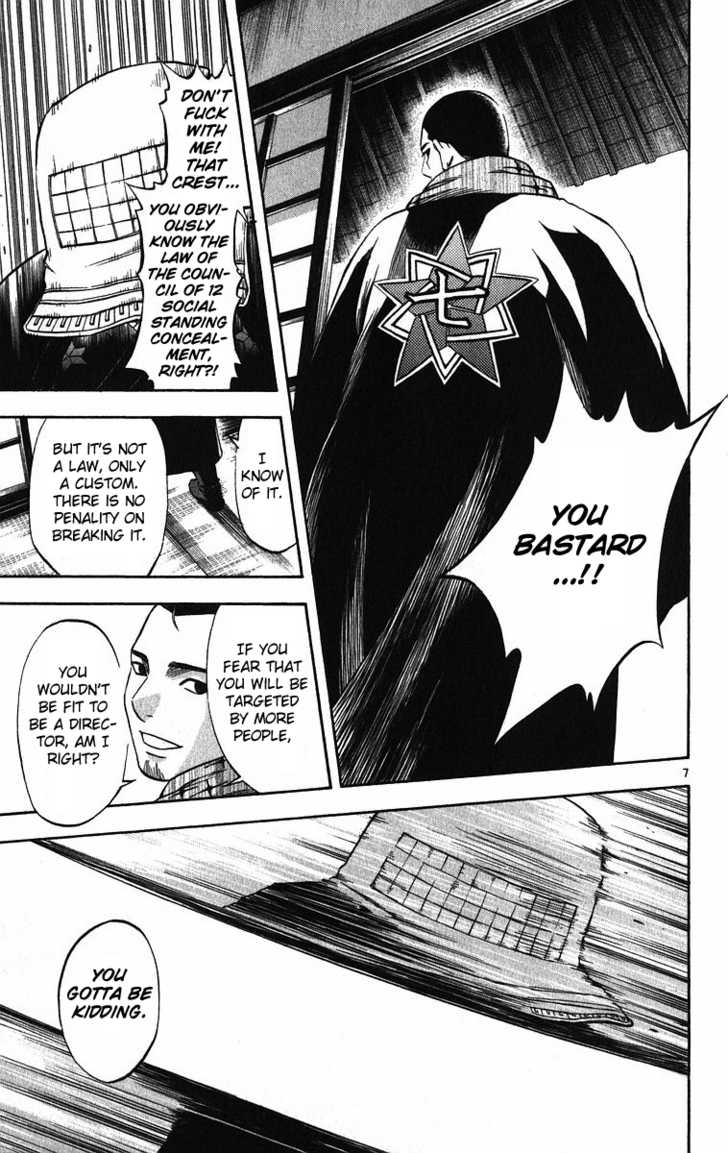 YOU
BASTARD
...!!
七
DON'T
FUCK
WITH
ME!
THAT
CREST...
YOU OBVI-
OUSLY
KNOW THE
LAW OF
THE COUN-
CIL OF 12
SOCIAL
STANDING
CONCEAL-
MENT,
RIGHT?!
I
KNOW
OF IT.
BUT IT'S NOT
A LAW, ONLY
A CUSTOM.
THERE IS NO
PENALITY ON
BREAKING IT.
IF YOU
FEAR THAT
YOU WILL BE
TARGETED
BY MORE
PEOPLE,
YOU
WOULDN'T
BE FIT TO
BE A DIREC-
TOR, AM I
RIGHT?
7
YOU
GOTTA BE
KIDDING.